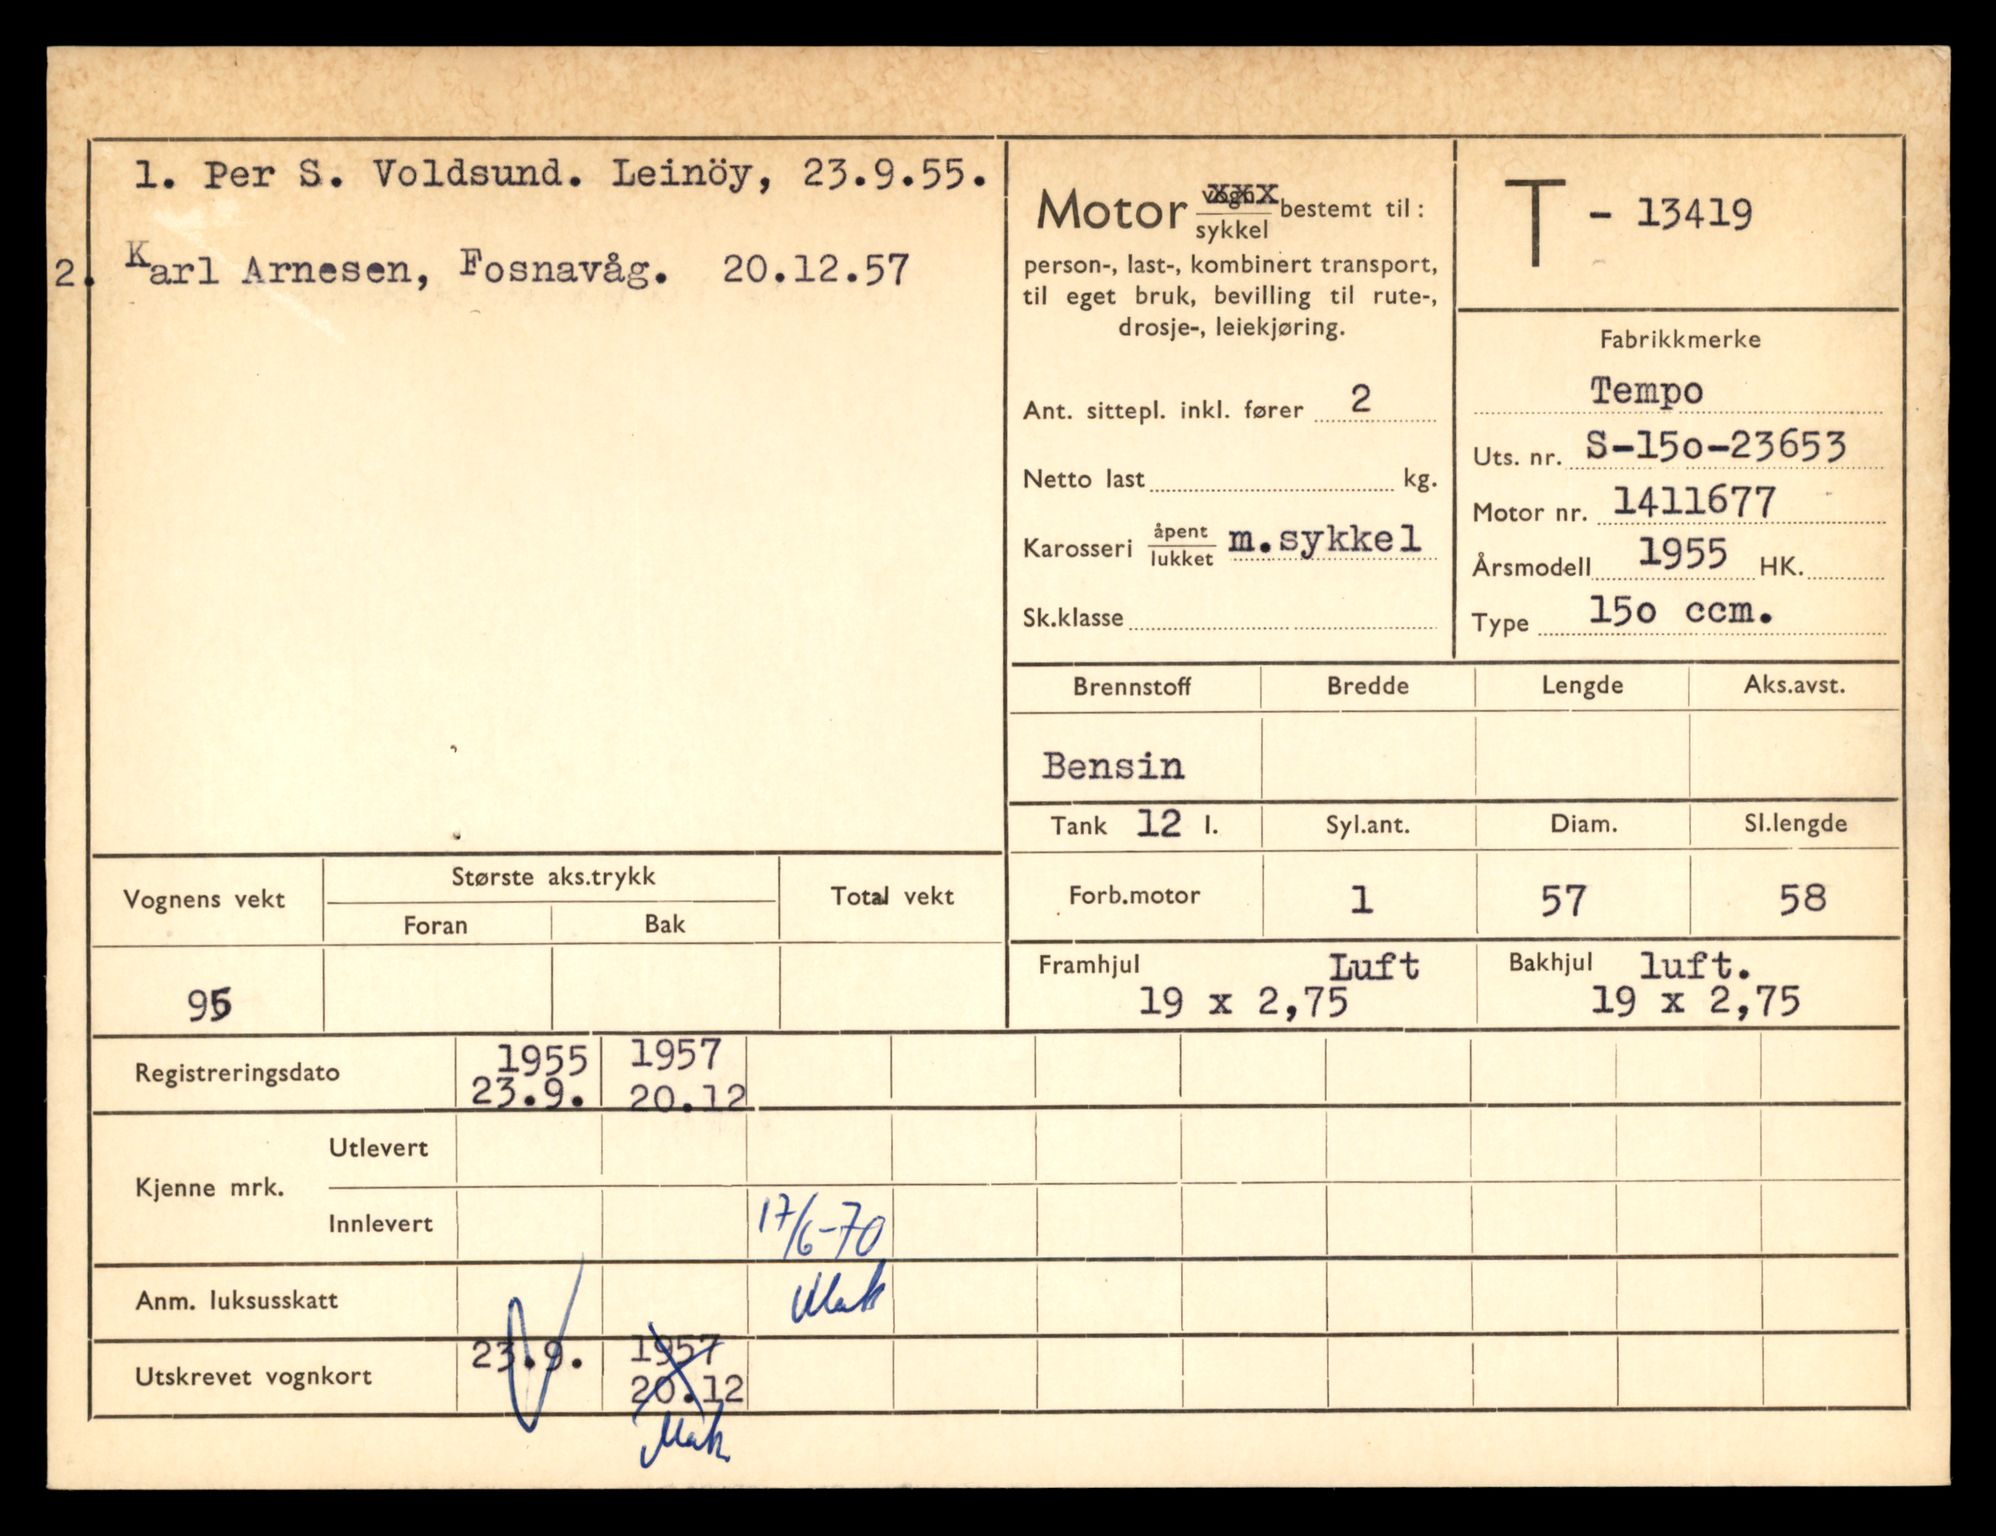 1. Per S. Voldsund. Leinöy, 23.9.55.
2. Karl Arnesen, Fosnavåg. 20.12.57
Motor vogn xxx / sykkel bestemt til:
person-, last-, kombinert transport,
til eget bruk, bevilling til rute-,
drosje-, leiekjøring.
Ant. sittepl. inkl. fører 2
Netto last kg.
Karosseri åpent / lukket m.sykkel
Sk.klasse
T - 13419
Fabrikkmerke
Tempo
Uts. nr. S-15o-23653
Motor nr. 1411677
Årsmodell 1955 HK.
Type 15o ccm.
Brennstoff Bredde Lengde Aks.avst.
Bensin
Tank 12 l. Syl.ant. Diam. Sl.lengde
Forb.motor 1 57 58
Framhjul Luft Bakhjul luft.
19 x 2,75 19 x 2,75
Vognens vekt Største aks.trykk Total vekt
Foran Bak
Registreringsdato 1955 1957
23.9. 20.12
Utlevert
Kjenne mrk.
Innlevert 17/6-70
Anm. luksusskatt
Utskrevet vognkort 23.9. 1957
20.12